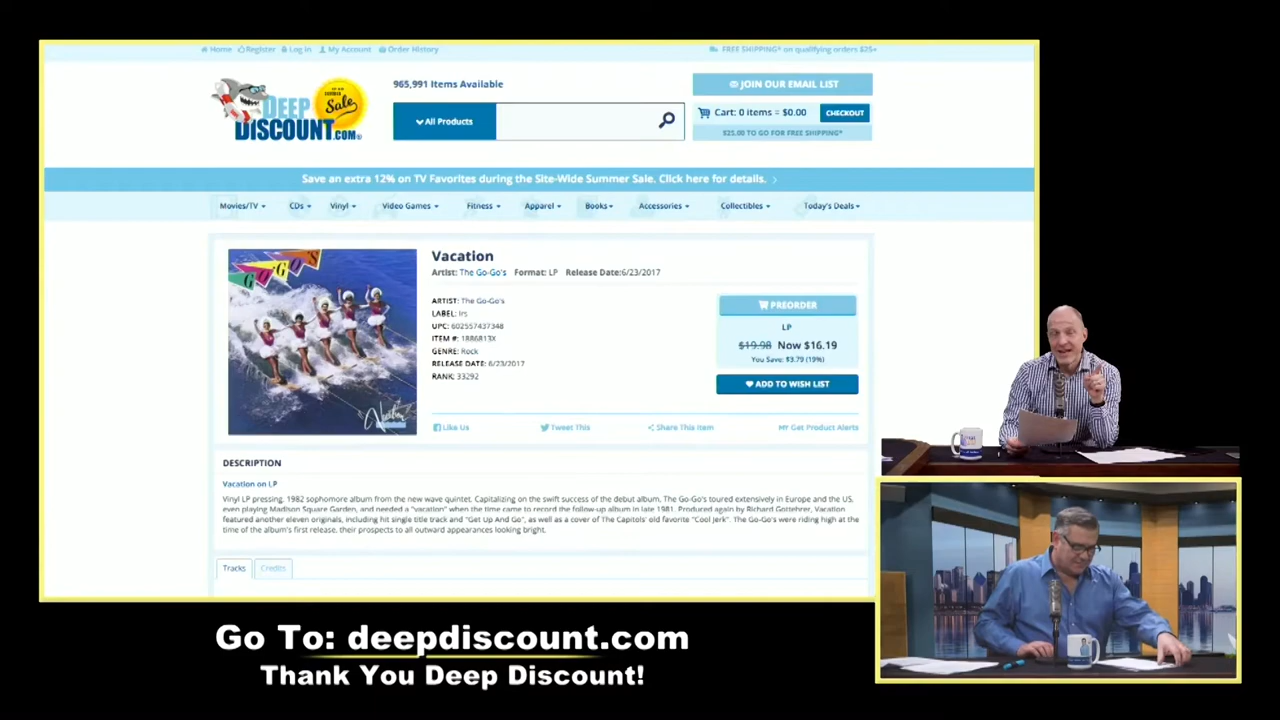 Home Register Log in My Account Order History
FREE SHIPPING* on qualifying orders $25+
DEEP DISCOUNT.COM
Sale
965,991 Items Available
All Products
JOIN OUR EMAIL LIST
Cart: 0 items = $0.00 CHECKOUT
$25.00 TO GO FOR FREE SHIPPING*
Save an extra 12% on TV Favorites during the Site-Wide Summer Sale. Click here for details.
Movies/TV CDs Vinyl Video Games Fitness Apparel Books Accessories Collectibles Today's Deals
GO-GO'S
Vacation
Vacation
Artist: The Go-Go's Format: LP Release Date:6/23/2017
ARTIST: The Go-Go's
LABEL: Irs
UPC: 602557437348
ITEM #: 1886813X
GENRE: Rock
RELEASE DATE: 6/23/2017
RANK: 33292
PREORDER
LP
$19.98 Now $16.19
You Save: $3.79 (19%)
ADD TO WISH LIST
Like Us Tweet This Share This Item Get Product Alerts
DESCRIPTION
Vacation on LP
Vinyl LP pressing. 1982 sophomore album from the new wave quintet. Capitalizing on the swift success of the debut album, The Go-Go's toured extensively in Europe and the US,
even playing Madison Square Garden, and needed a "vacation" when the time came to record the follow-up album in late 1981. Produced again by Richard Gottehrer, Vacation
featured another eleven originals, including hit single title track and "Get Up And Go", as well as a cover of The Capitols' old favorite "Cool Jerk". The Go-Go's were riding high at the
time of the album's first release, their prospects to all outward appearances looking bright.
Tracks Credits
Go To: deepdiscount.com
Thank You Deep Discount!